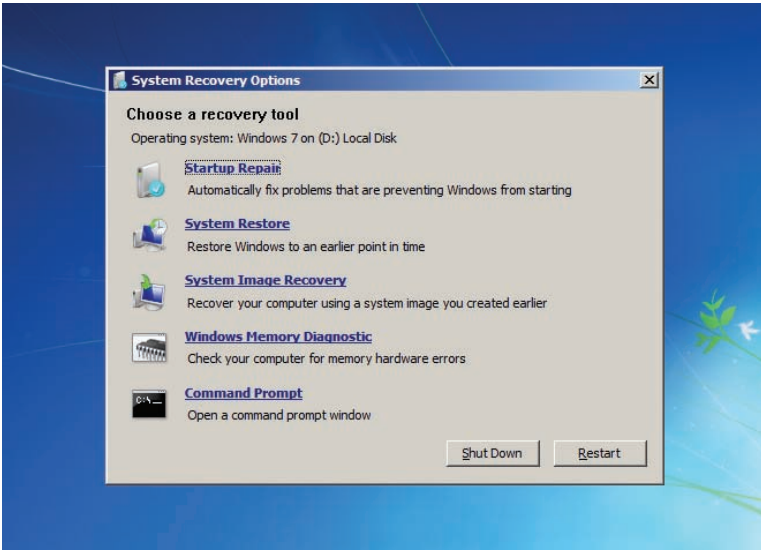 System Recovery Options
Choose a recovery tool
Operating system: Windows 7 on (D:) Local Disk
Startup Repair
Automatically fix problems that are preventing Windows from starting
System Restore
Restore Windows to an earlier point in time
System Image Recovery
Recover your computer using a system image you created earlier
Windows Memory Diagnostic
Check your computer for memory hardware errors
C:\_
Command Prompt
Open a command prompt window
Shut Down
Restart